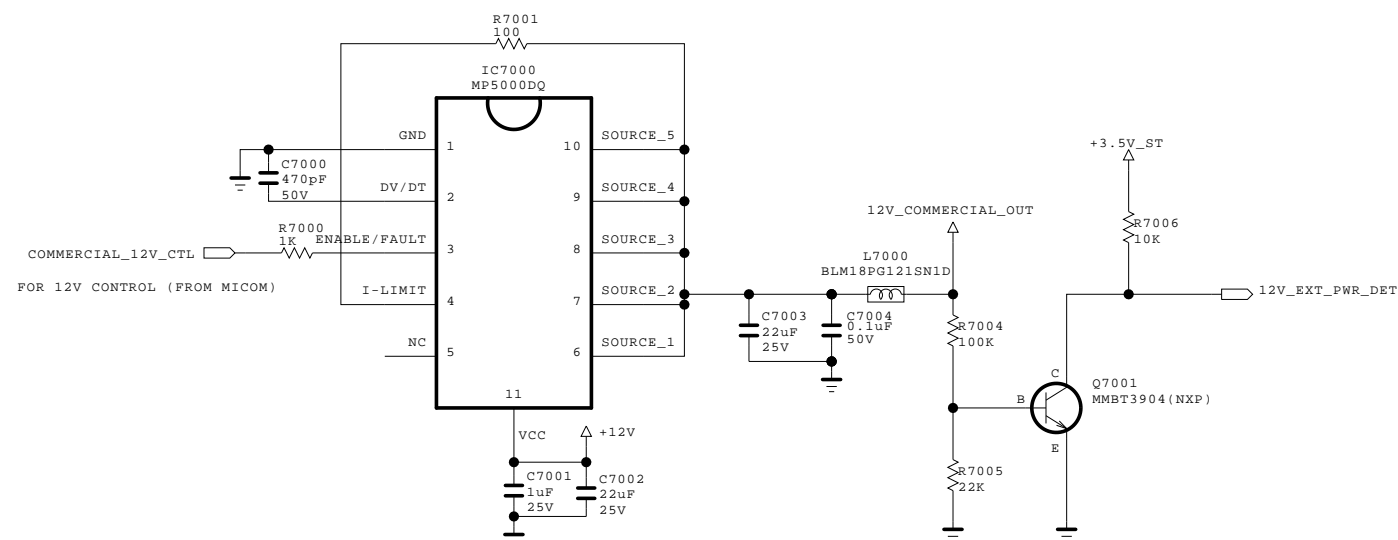 R7001
100
IC7000
MP5000DQ
GND
1
10
SOURCE_5
C7000
470pF
50V
DV/DT
2
9
SOURCE_4
R7000
1K
ENABLE/FAULT
3
8
SOURCE_3
COMMERCIAL_12V_CTL
FOR 12V CONTROL (FROM MICOM)
I-LIMIT
4
7
SOURCE_2
NC
5
6
SOURCE_1
11
VCC
+12V
C7001
1uF
25V
C7002
22uF
25V
C7003
22uF
25V
C7004
0.1uF
50V
L7000
BLM18PG121SN1D
12V_COMMERCIAL_OUT
R7004
100K
R7005
22K
+3.5V_ST
R7006
10K
12V_EXT_PWR_DET
C
B
E
Q7001
MMBT3904(NXP)